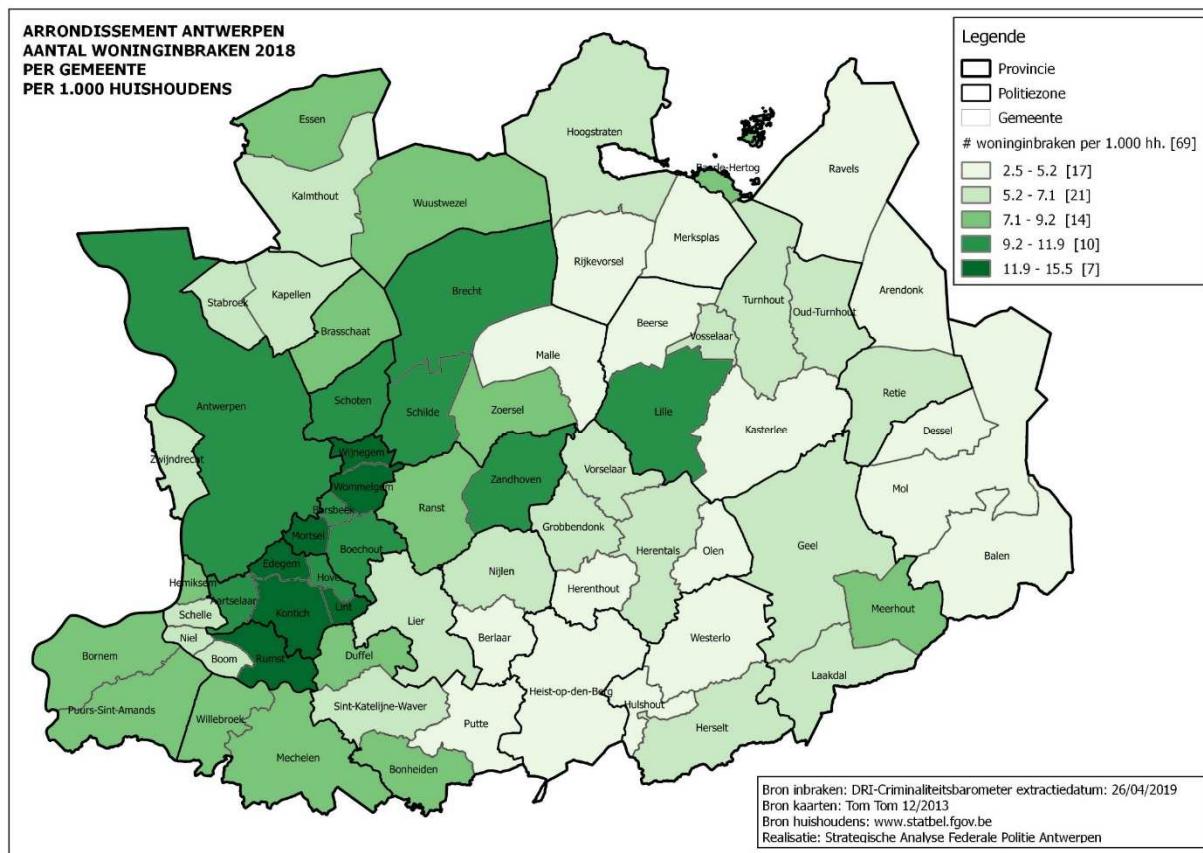 ARRONDISSEMENT ANTWERPEN
AANTAL WONINGINBRAKEN 2018
PER GEMEENTE
PER 1.000 HUISHOUDENS
Legende
Provincie
Politiezone
Gemeente
# woninginbraken per 1.000 hh. [69]
2.5 - 5.2 [17]
5.2 - 7.1 [21]
7.1 - 9.2 [14]
9.2 - 11.9 [10]
11.9 - 15.5 [7]
Essen
Hoogstraten
Baarle-Hertog
Ravels
Kalmthout
Wuustwezel
Merksplas
Rijkevorsel
Brecht
Arendonk
Stabroek
Kapellen
Turnhout
Oud-Turnhout
Beerse
Vosselaar
Brasschaat
Malle
Retie
Antwerpen
Schoten
Schilde
Zoersel
Lille
Kasterlee
Dessel
Wijnegem
Zwijndrecht
Vorselaar
Zandhoven
Wommelgem
Mol
Ranst
Borsbeek
Grobbendonk
Mortsel
Boechout
Geel
Herentals
Olen
Balen
Edegem
Nijlen
Hove
Hemiksem
Herenthout
Aartselaar
Kontich
Lint
Meerhout
Schelle
Lier
Niel
Berlaar
Westerlo
Bornem
Boom
Rumst
Duffel
Laakdal
Heist-op-den-Berg
Puurs-Sint-Amands
Willebroek
Sint-Katelijne-Waver
Hulshout
Putte
Herselt
Mechelen
Bonheiden
Bron inbraken: DRI-Criminaliteitsbarometer extractiedatum: 26/04/2019
Bron kaarten: Tom Tom 12/2013
Bron huishoudens: www.statbel.fgov.be
Realisatie: Strategische Analyse Federale Politie Antwerpen